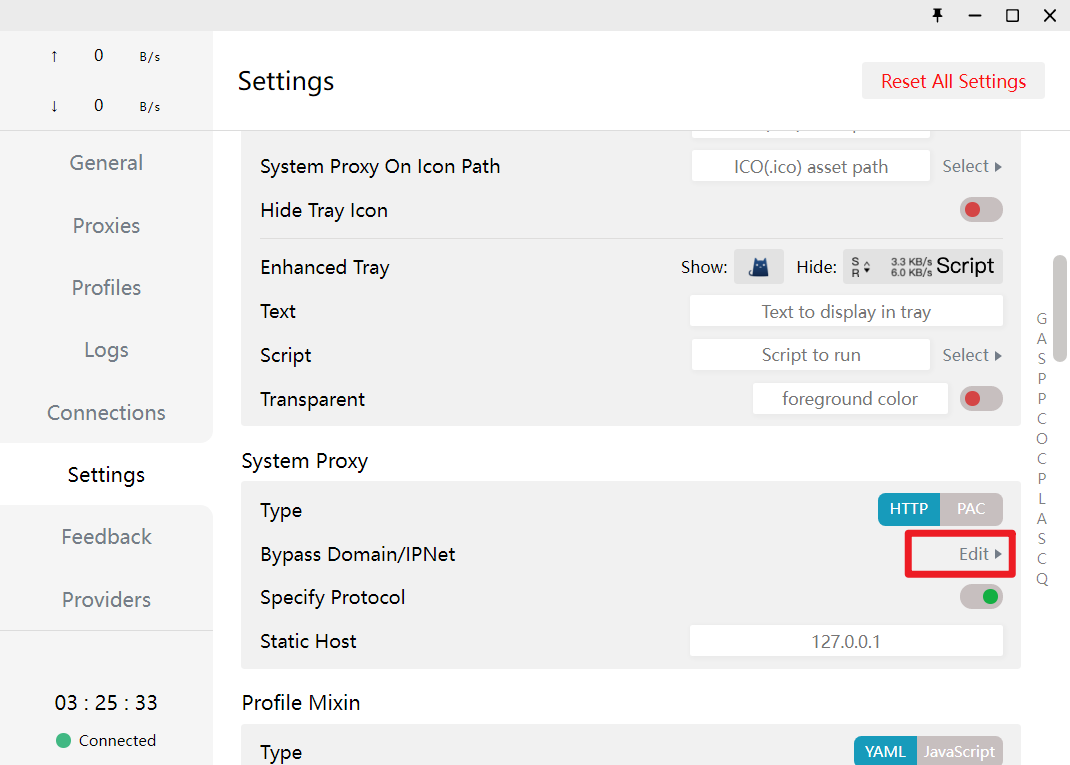 ↑ 0 B/s
↓ 0 B/s
General
Proxies
Profiles
Logs
Connections
Settings
Feedback
Providers
03 : 25 : 33
Connected
Settings
Reset All Settings
System Proxy On Icon Path ICO(.ico) asset path Select
Hide Tray Icon
Enhanced Tray Show: Hide: S R 3.3 KB/s 6.0 KB/s Script
Text Text to display in tray
Script Script to run Select
Transparent foreground color
System Proxy
Type HTTP PAC
Bypass Domain/IPNet Edit
Specify Protocol
Static Host 127.0.0.1
Profile Mixin
Type YAML JavaScript
G
A
S
P
P
C
O
C
P
L
A
S
C
Q